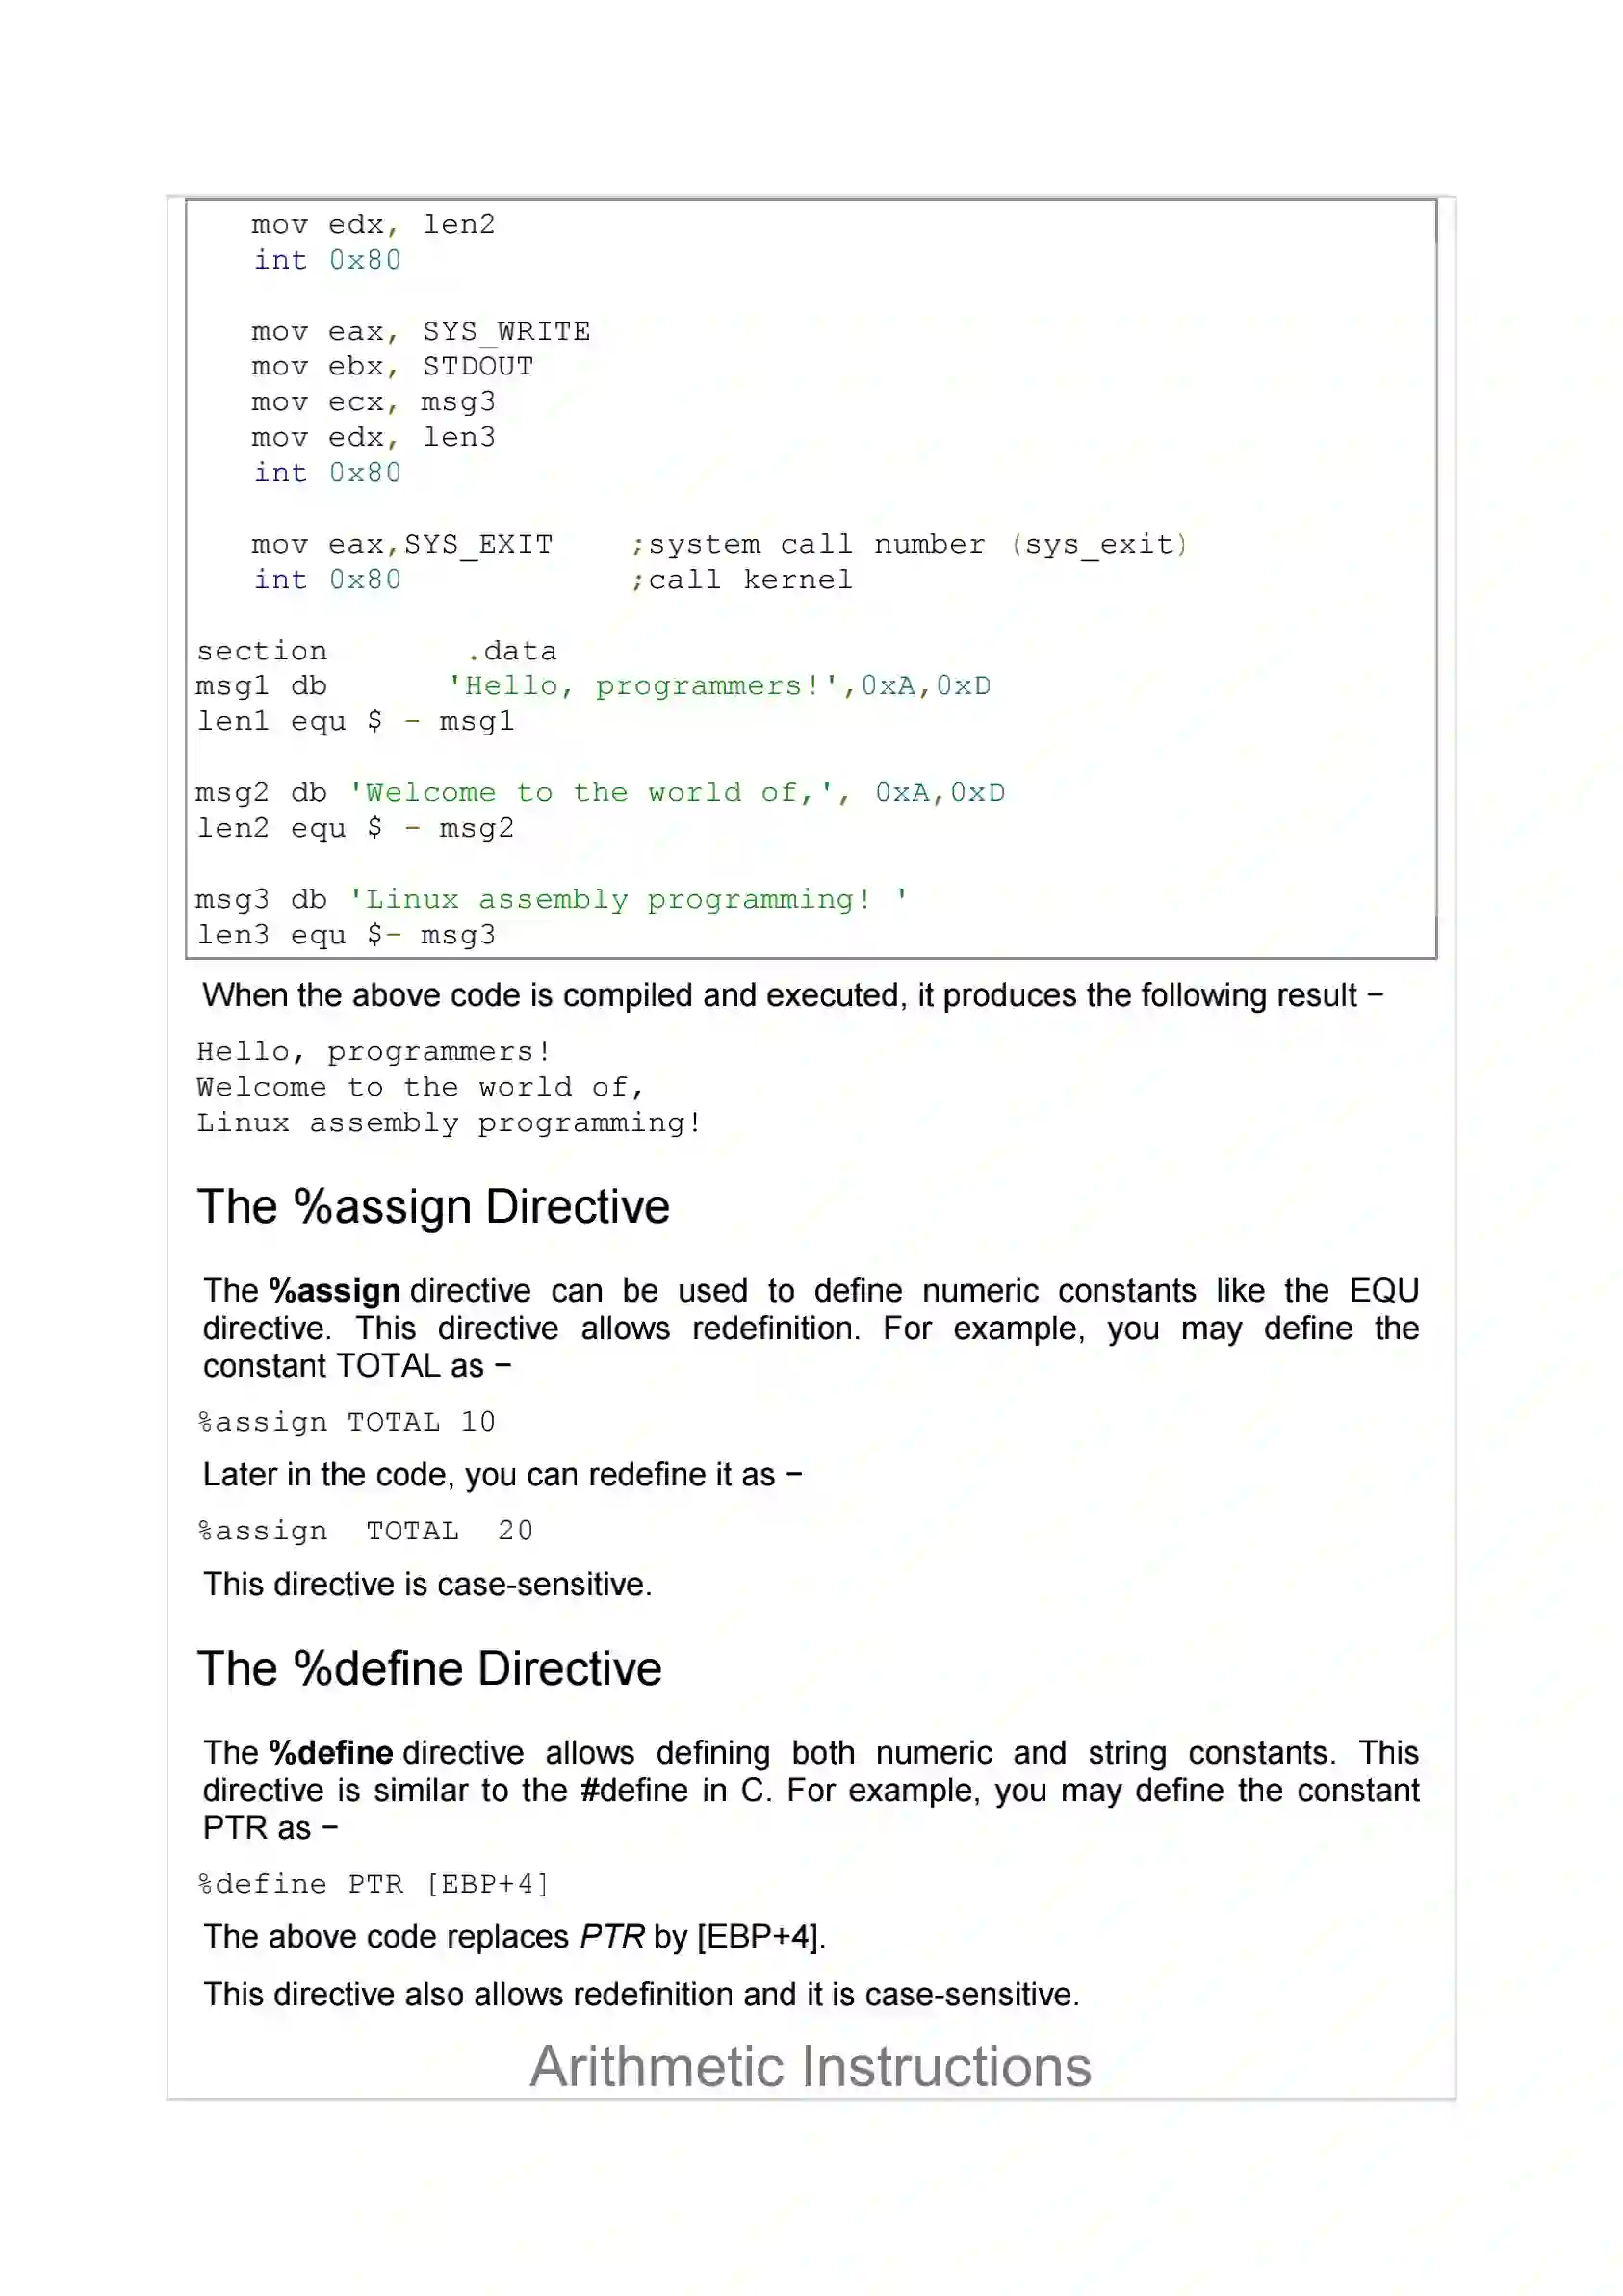 mov edx, len2
int 0x80
mov eax, SYS_WRITE
mov ebx, STDOUT
mov ecx, msg3
mov edx, len3
int 0x80
mov eax,SYS_EXIT    ;system call number (sys_exit)
int 0x80            ;call kernel
section       .data
msg1 db      'Hello, programmers!',0xA,0xD
len1 equ $ - msg1
msg2 db 'Welcome to the world of,', 0xA,0xD
len2 equ $ - msg2
msg3 db 'Linux assembly programming! '
len3 equ $- msg3
When the above code is compiled and executed, it produces the following result −
Hello, programmers!
Welcome to the world of,
Linux assembly programming!
The %assign Directive
The %assign directive can be used to define numeric constants like the EQU
directive. This directive allows redefinition. For example, you may define the
constant TOTAL as −
%assign TOTAL 10
Later in the code, you can redefine it as −
%assign  TOTAL  20
This directive is case-sensitive.
The %define Directive
The %define directive allows defining both numeric and string constants. This
directive is similar to the #define in C. For example, you may define the constant
PTR as −
%define PTR [EBP+4]
The above code replaces PTR by [EBP+4].
This directive also allows redefinition and it is case-sensitive.
Arithmetic Instructions